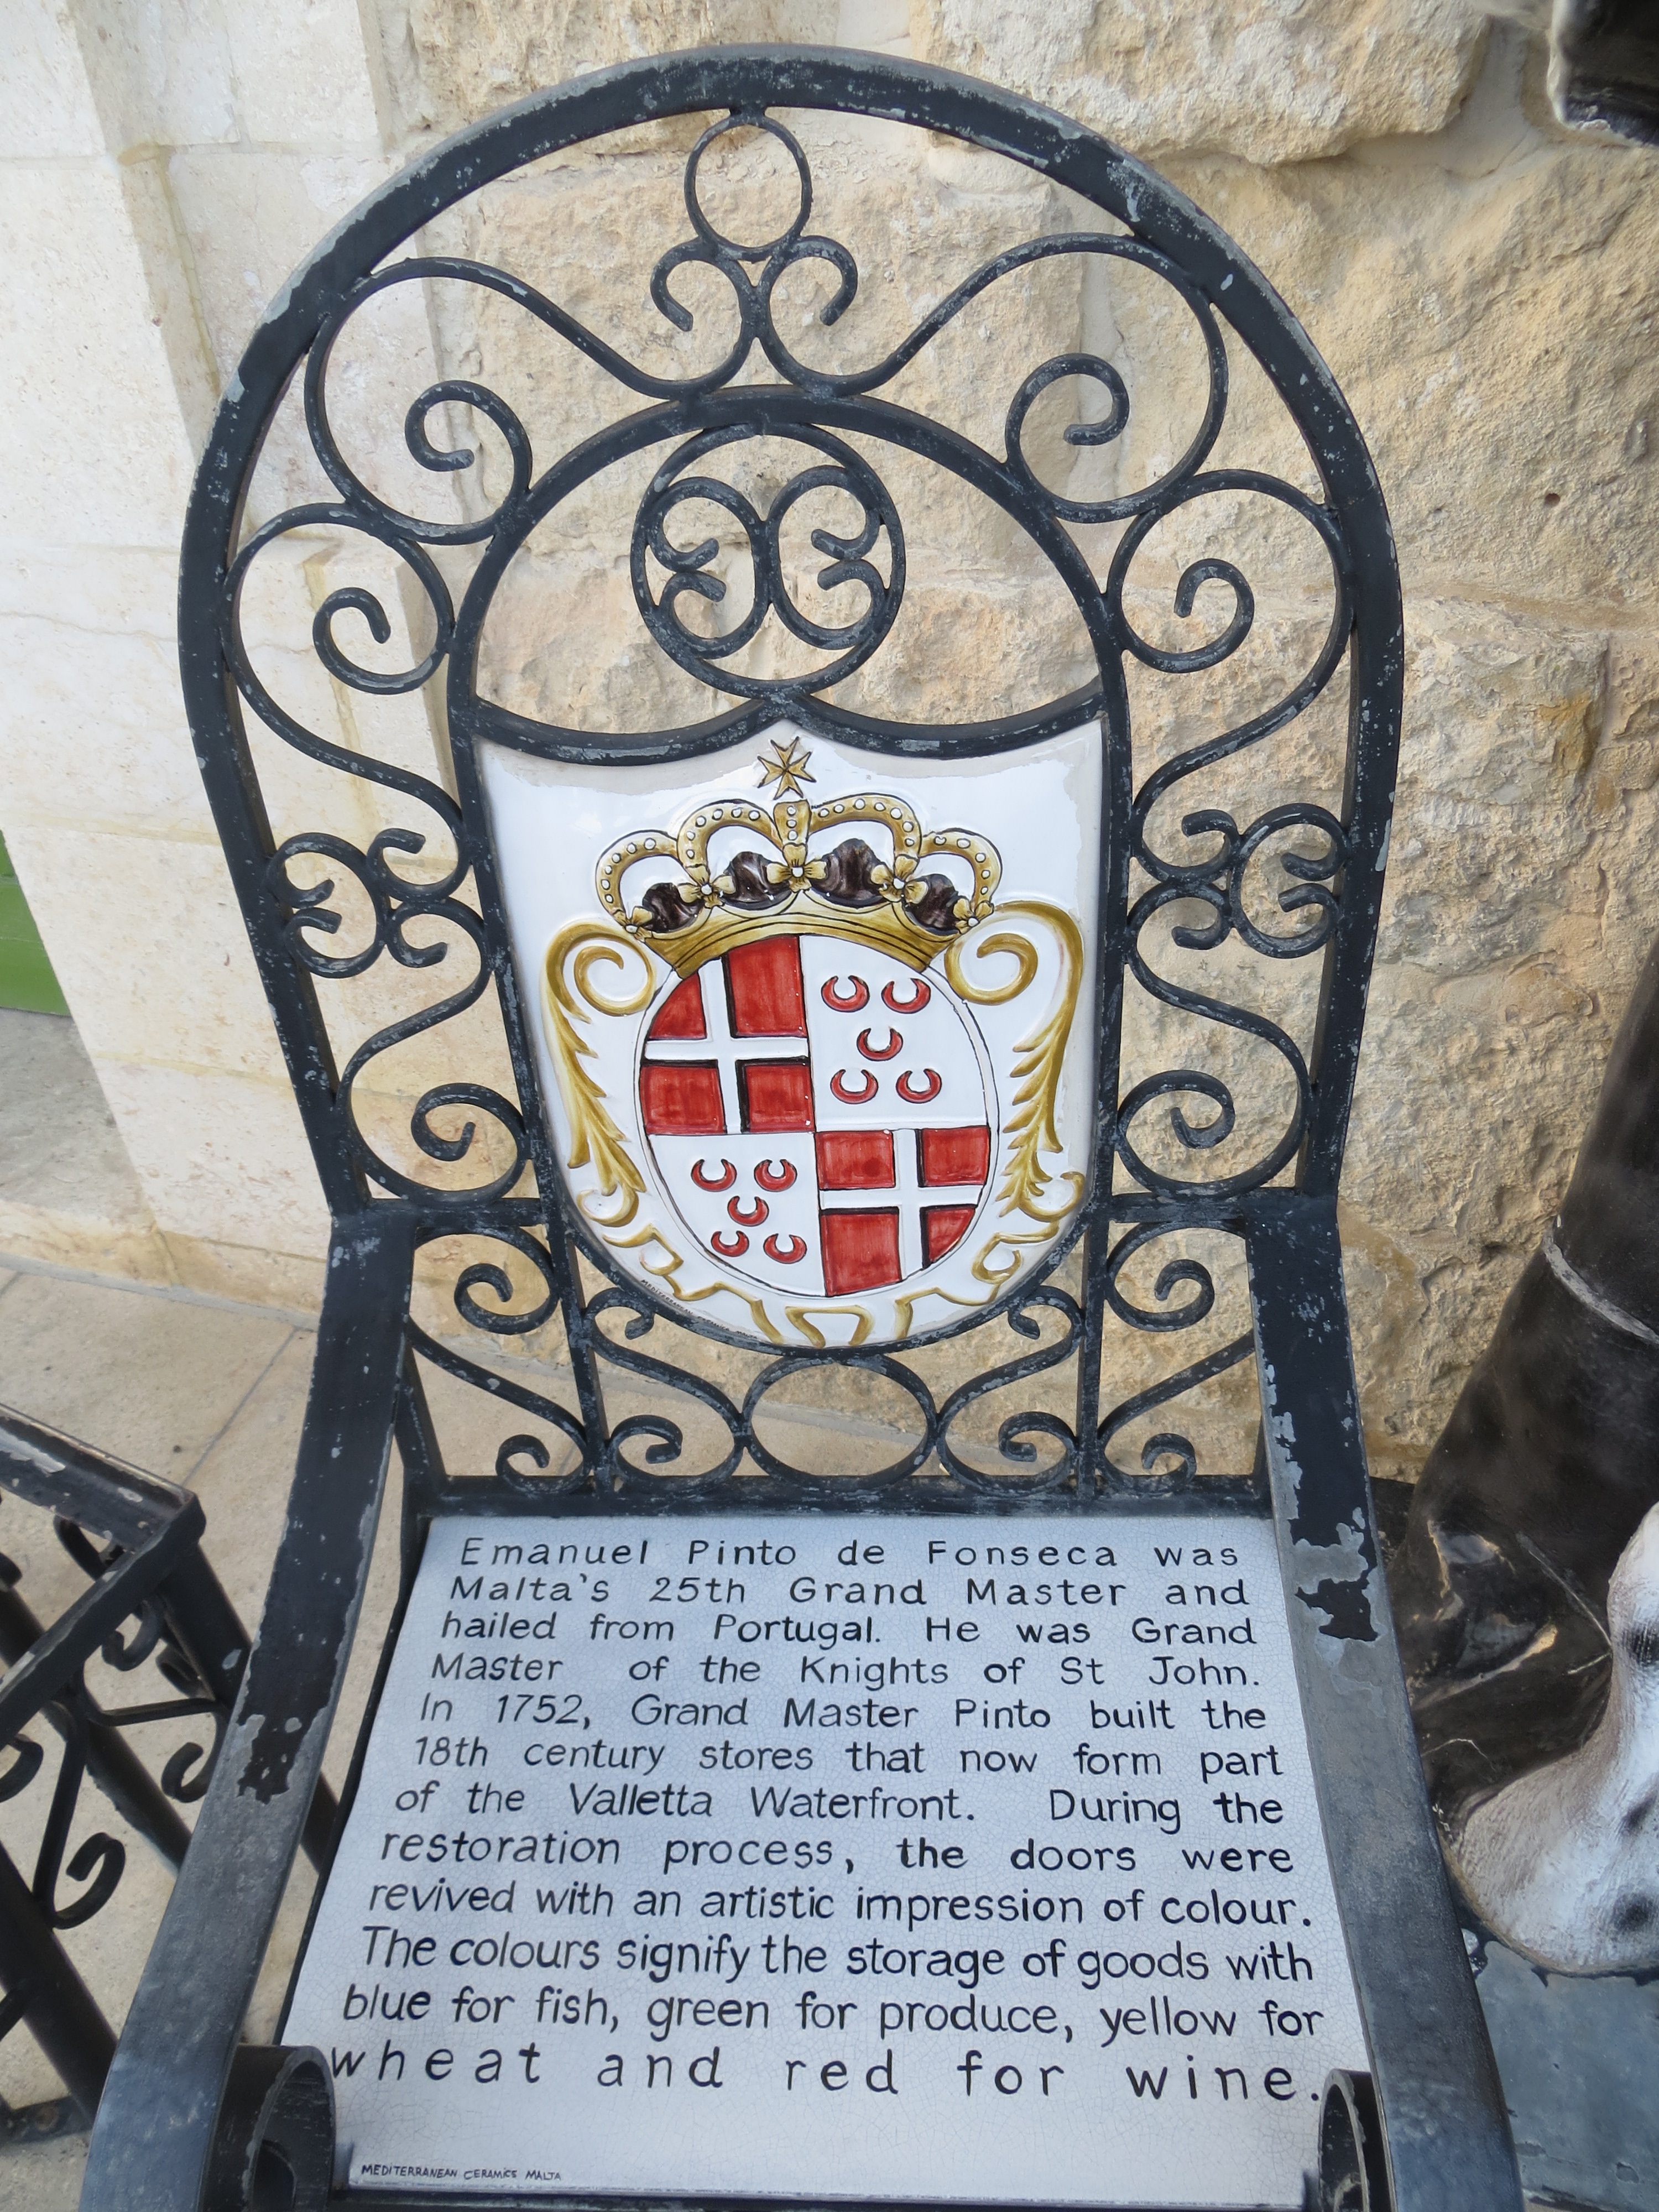 Emanuel Pinto de Fonseca was
Malta's 25th Grand Master and
hailed from Portugal. He was Grand
Master of the Knights of St John.
In 1752, Grand Master Pinto built the
18th century stores that now form part
of the Valletta Waterfront. During the
restoration process, the doors were
revived with an artistic impression of colour.
The colours signify the storage of goods with
blue for fish, green for produce, yellow for
wheat and red for wine.
MEDITERRANEAN CERAMICS MALTA